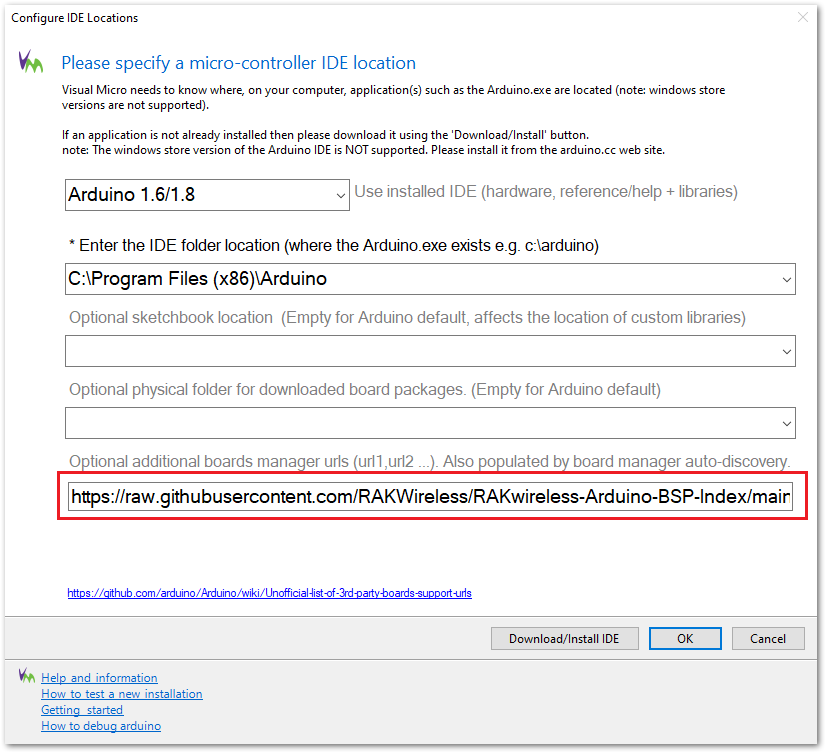 Configure IDE Locations
Please specify a micro-controller IDE location
Visual Micro needs to know where, on your computer, application(s) such as the Arduino.exe are located (note: windows store
versions are not supported).
If an application is not already installed then please download it using the 'Download/Install' button.
note: The windows store version of the Arduino IDE is NOT supported. Please install it from the arduino.cc web site.
Arduino 1.6/1.8 Use installed IDE (hardware, reference/help + libraries)
* Enter the IDE folder location (where the Arduino.exe exists e.g. c:\arduino)
C:\Program Files (x86)\Arduino
Optional sketchbook location (Empty for Arduino default, affects the location of custom libraries)
Optional physical folder for downloaded board packages. (Empty for Arduino default)
Optional additional boards manager urls (url1,url2 ...). Also populated by board manager auto-discovery.
https://raw.githubusercontent.com/RAKWireless/RAKwireless-Arduino-BSP-Index/main
https://github.com/arduino/Arduino/wiki/Unofficial-list-of-3rd-party-boards-support-urls
Download/Install IDE OK Cancel
Help and information
How to test a new installation
Getting started
How to debug arduino